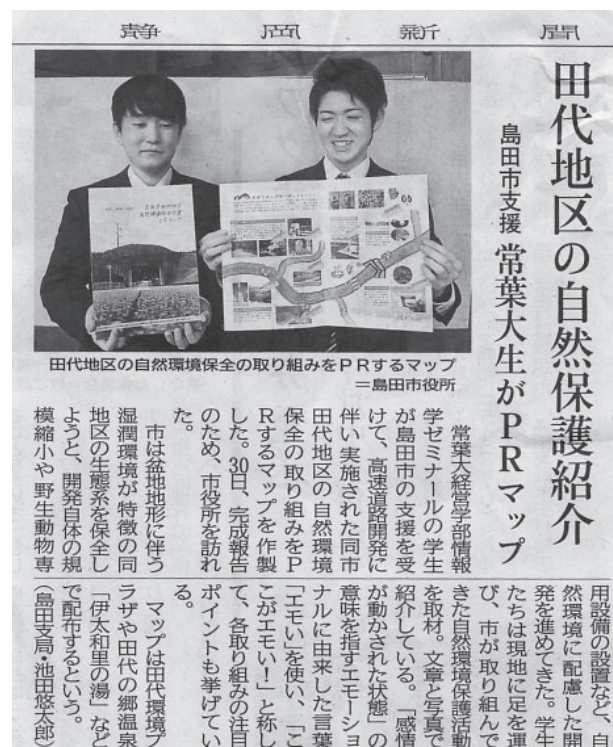 静岡新聞
田代地区の自然保護紹介
島田市支援 常葉大生がPRマップ
田代地区の自然環境保全の取り組みをPRするマップ
＝島田市役所
常葉大経営学部情報
学ゼミナールの学生
が島田市の支援を受
けて、高速道路開発に
伴い実施された同市
田代地区の自然環境
保全の取り組みをP
Rするマップを作製
した。30日、完成報告
のため、市役所を訪れ
た。
市は盆地地形に伴う
湿潤環境が特徴の同
地区の生態系を保全し
ようと、開発自体の規
模縮小や野生動物専
用設備の設置など、自
然環境に配慮した開
発を進めてきた。学生
たちは現地に足を運
び、市が取り組んで
きた自然環境保護活動
を取材。文章と写真で
紹介している。「感情
が動かされた状態」の
意味を指すエモーショ
ナルに由来した言葉
「エモい」を使い、「こ
こがエモい！」と称し
て、各取り組みの注目
ポイントも挙げてい
る。
マップは田代環境プ
ラザや田代の郷温泉
「伊太和里の湯」など
で配布するという。
（島田支局・池田悠太郎）